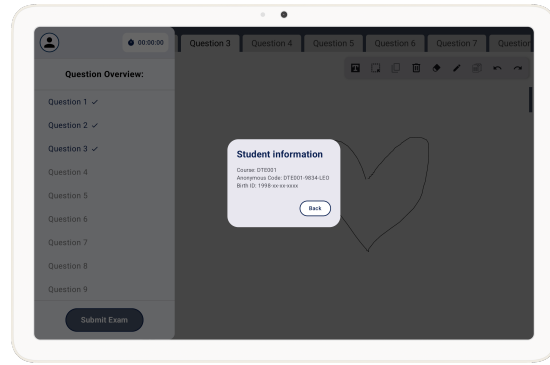 00:00:00
Question 3
Question 4
Question 5
Question 6
Question 7
Question
Question Overview:
Question 1 ✓
Question 2 ✓
Question 3 ✓
Question 4
Question 5
Question 6
Question 7
Question 8
Question 9
Submit Exam
Student information
Course: DTE001
Anonymous Code: DTE001-9834-LEO
Birth ID: 1998-xx-xx-xxxx
Back